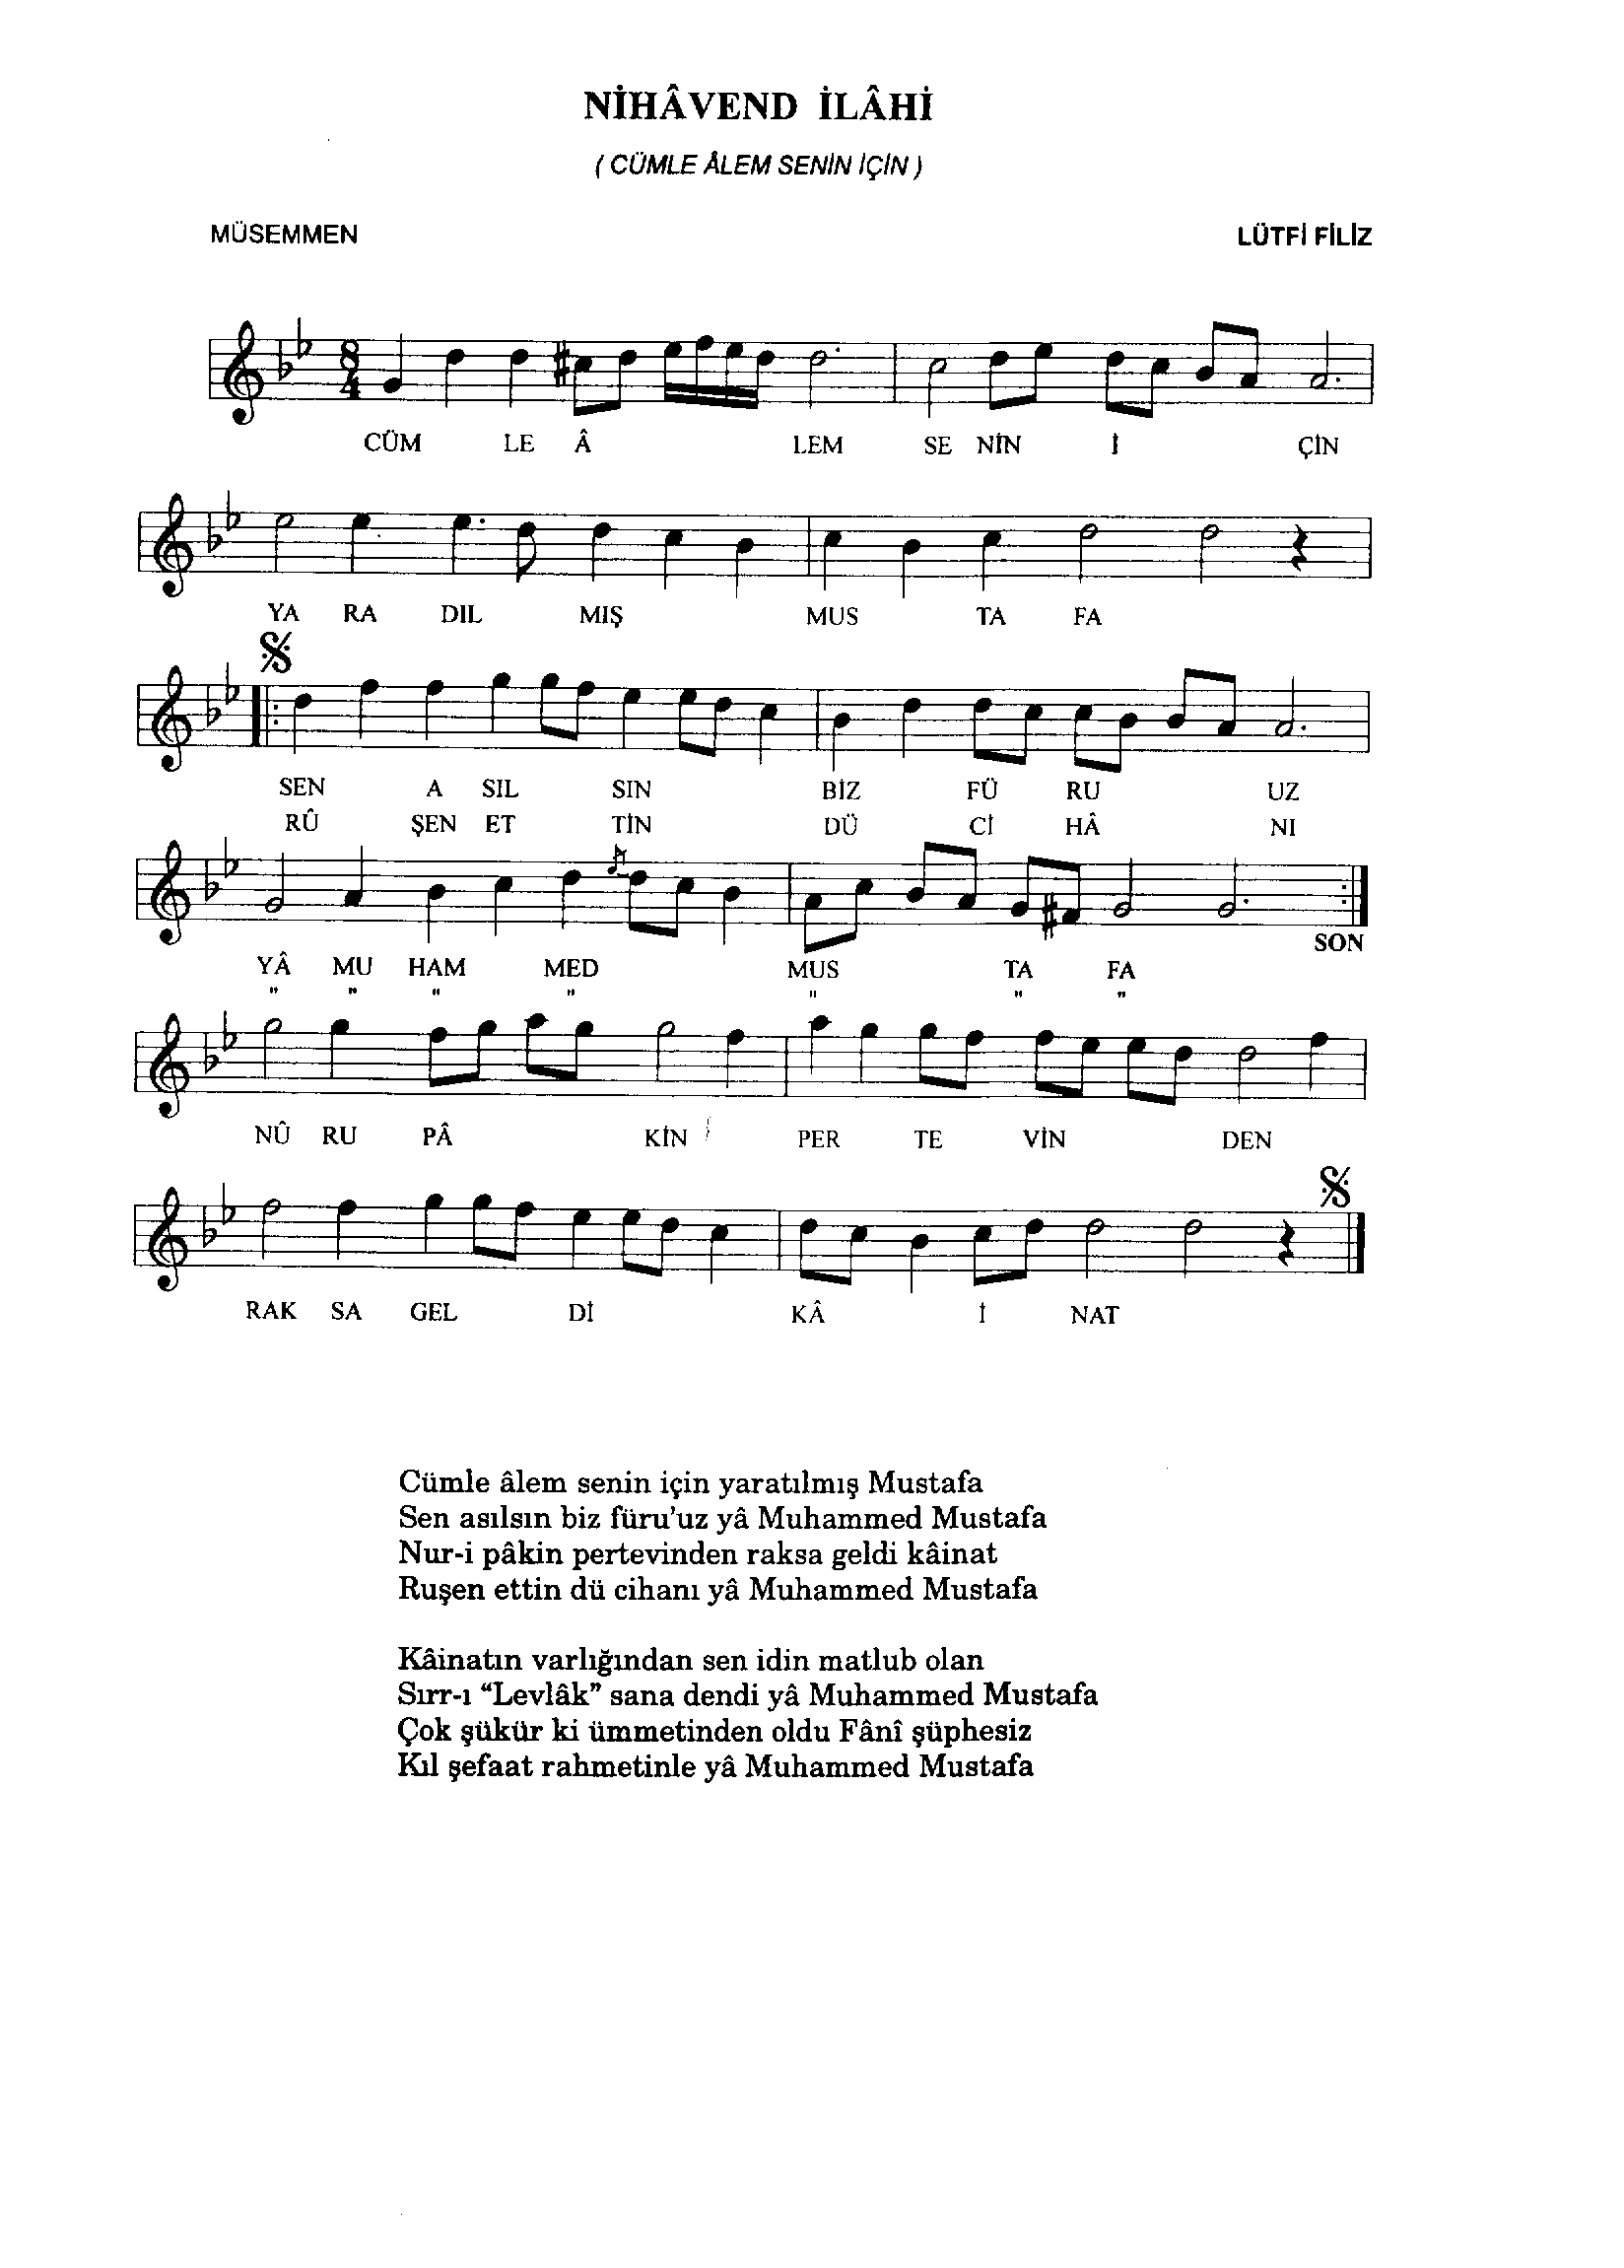 NİHÂVEND İLÂHİ
( CÜMLE ÂLEM SENİN İÇİN )
MÜSEMMEN LÜTFİ FİLİZ
8
4
CÜM LE Â LEM SE NİN İ ÇİN
YA RA DIL MIŞ MUS TA FA
SEN A SIL SIN BİZ FÜ RU UZ
RÛ ŞEN ET TİN DÜ Cİ HÂ NI
SON
YÂ MU HAM MED MUS TA FA
" " " " " " "
NÛ RU PÂ KİN PER TE VİN DEN
RAK SA GEL Dİ KÂ İ NAT
Cümle âlem senin için yaratılmış Mustafa
Sen asılsın biz füru'uz yâ Muhammed Mustafa
Nur-i pâkin pertevinden raksa geldi kâinat
Ruşen ettin dü cihanı yâ Muhammed Mustafa
Kâinatın varlığından sen idin matlub olan
Sırr-ı “Levlâk” sana dendi yâ Muhammed Mustafa
Çok şükür ki ümmetinden oldu Fânî şüphesiz
Kıl şefaat rahmetinle yâ Muhammed Mustafa